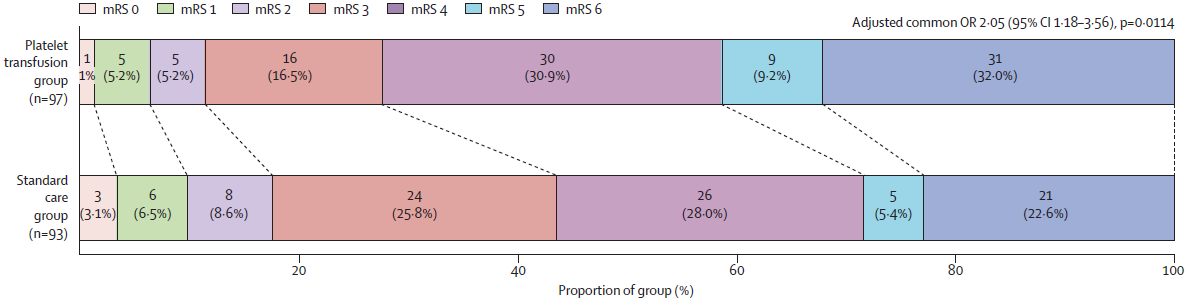 mRS 0 mRS 1 mRS 2 mRS 3 mRS 4 mRS 5 mRS 6
Adjusted common OR 2·05 (95% CI 1·18–3·56), p=0·0114
Platelet
transfusion
group
(n=97)
1 5 5 16 30 9 31
1% (5·2%) (5·2%) (16·5%) (30·9%) (9·2%) (32·0%)
Standard
care
group
(n=93)
3 6 8 24 26 5 21
(3·1%) (6·5%) (8·6%) (25·8%) (28·0%) (5·4%) (22·6%)
20 40 60 80 100
Proportion of group (%)